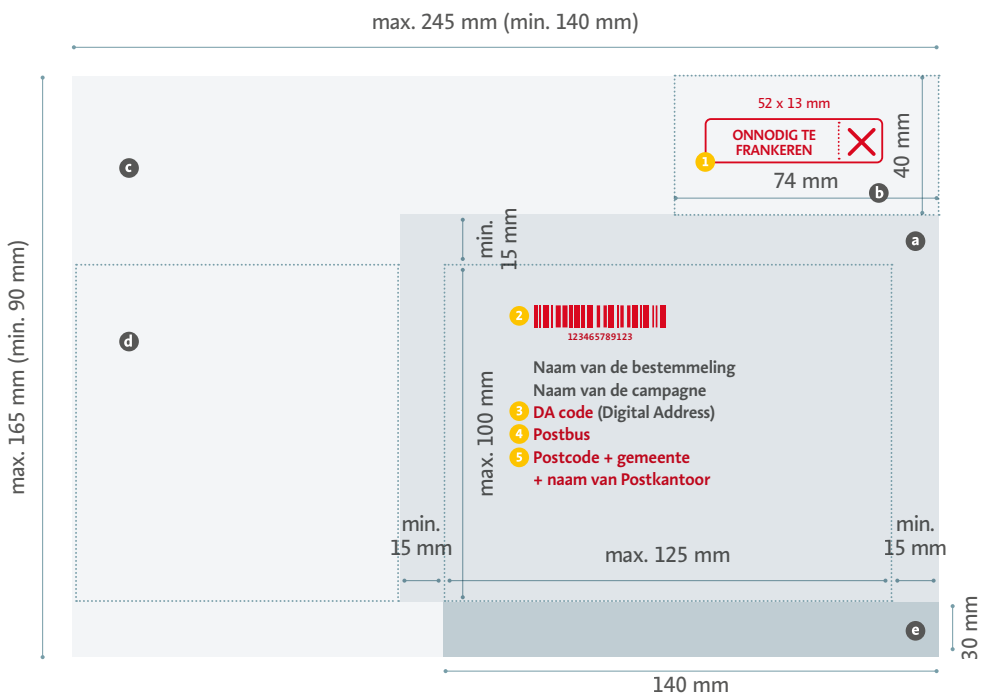 max. 245 mm (min. 140 mm)
52 x 13 mm
ONNODIG TE
FRANKEREN
1
74 mm
40 mm
b
c
a
min.
15 mm
max. 165 mm (min. 90 mm)
d
2
123465789123
Naam van de bestemmeling
Naam van de campagne
3 DA code (Digital Address)
4 Postbus
5 Postcode + gemeente
+ naam van Postkantoor
max. 100 mm
min.
15 mm
max. 125 mm
min.
15 mm
e
30 mm
140 mm